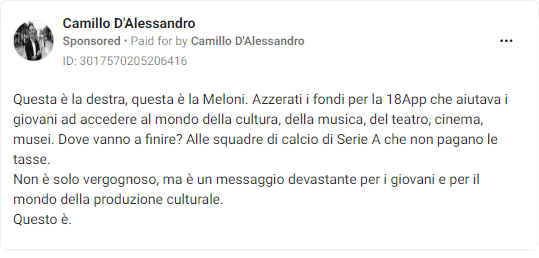 Camillo D'Alessandro
Sponsored • Paid for by Camillo D'Alessandro
ID: 3017570205206416
Questa è la destra, questa è la Meloni. Azzerati i fondi per la 18App che aiutava i
giovani ad accedere al mondo della cultura, della musica, del teatro, cinema,
musei. Dove vanno a finire? Alle squadre di calcio di Serie A che non pagano le
tasse.
Non è solo vergognoso, ma è un messaggio devastante per i giovani e per il
mondo della produzione culturale.
Questo è.